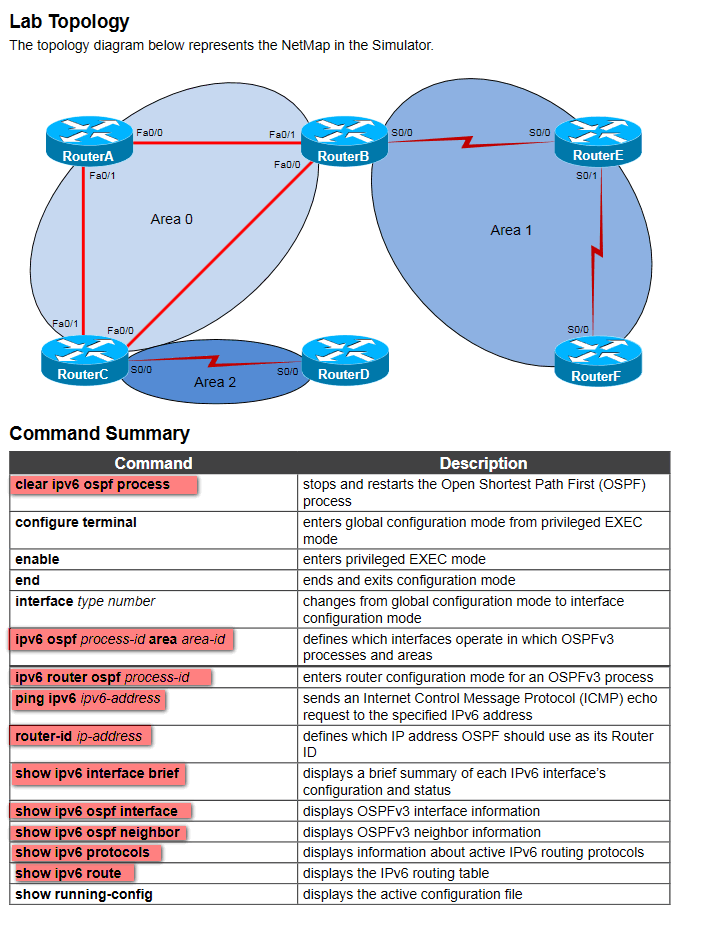 Lab Topology
The topology diagram below represents the NetMap in the Simulator.
RouterA
Fa0/0
Fa0/1
RouterB
S0/0
S0/0
RouterE
Fa0/1
Fa0/0
S0/1
Area 0
Area 1
Fa0/1
Fa0/0
S0/0
RouterC
S0/0
Area 2
S0/0
RouterD
RouterF
Command Summary
Command Description
clear ipv6 ospf process stops and restarts the Open Shortest Path First (OSPF)
process
configure terminal enters global configuration mode from privileged EXEC
mode
enable enters privileged EXEC mode
end ends and exits configuration mode
interface type number changes from global configuration mode to interface
configuration mode
ipv6 ospf process-id area area-id defines which interfaces operate in which OSPFv3
processes and areas
ipv6 router ospf process-id enters router configuration mode for an OSPFv3 process
ping ipv6 ipv6-address sends an Internet Control Message Protocol (ICMP) echo
request to the specified IPv6 address
router-id ip-address defines which IP address OSPF should use as its Router
ID
show ipv6 interface brief displays a brief summary of each IPv6 interface's
configuration and status
show ipv6 ospf interface displays OSPFv3 interface information
show ipv6 ospf neighbor displays OSPFv3 neighbor information
show ipv6 protocols displays information about active IPv6 routing protocols
show ipv6 route displays the IPv6 routing table
show running-config displays the active configuration file